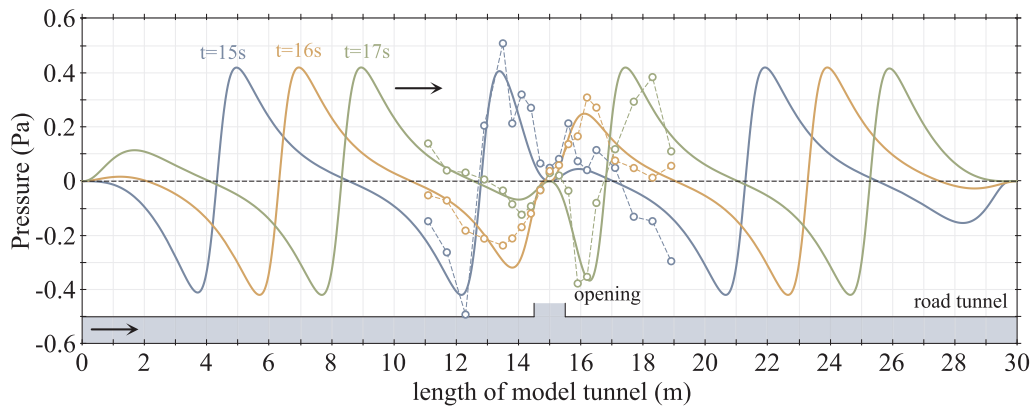 0.6
t=15s t=16s t=17s
0.4
0.2
0
-0.2
-0.4
-0.6
Pressure (Pa)
opening
road tunnel
0 2 4 6 8 10 12 14 16 18 20 22 24 26 28 30
length of model tunnel (m)